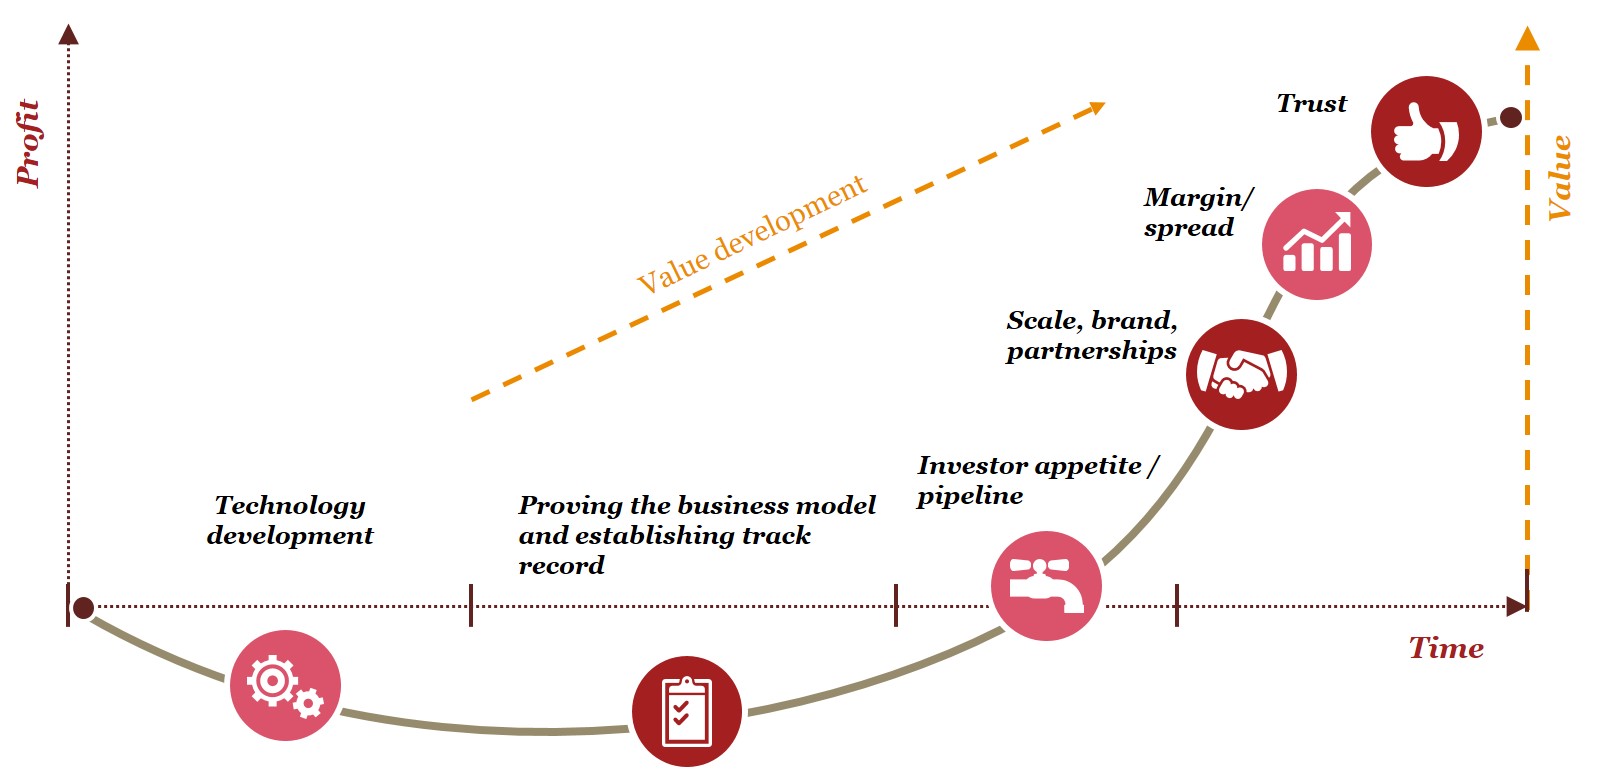 Profit
Value development
Trust
Value
Margin/
spread
Scale, brand,
partnerships
Investor appetite /
pipeline
Technology
development
Proving the business model
and establishing track
record
Time